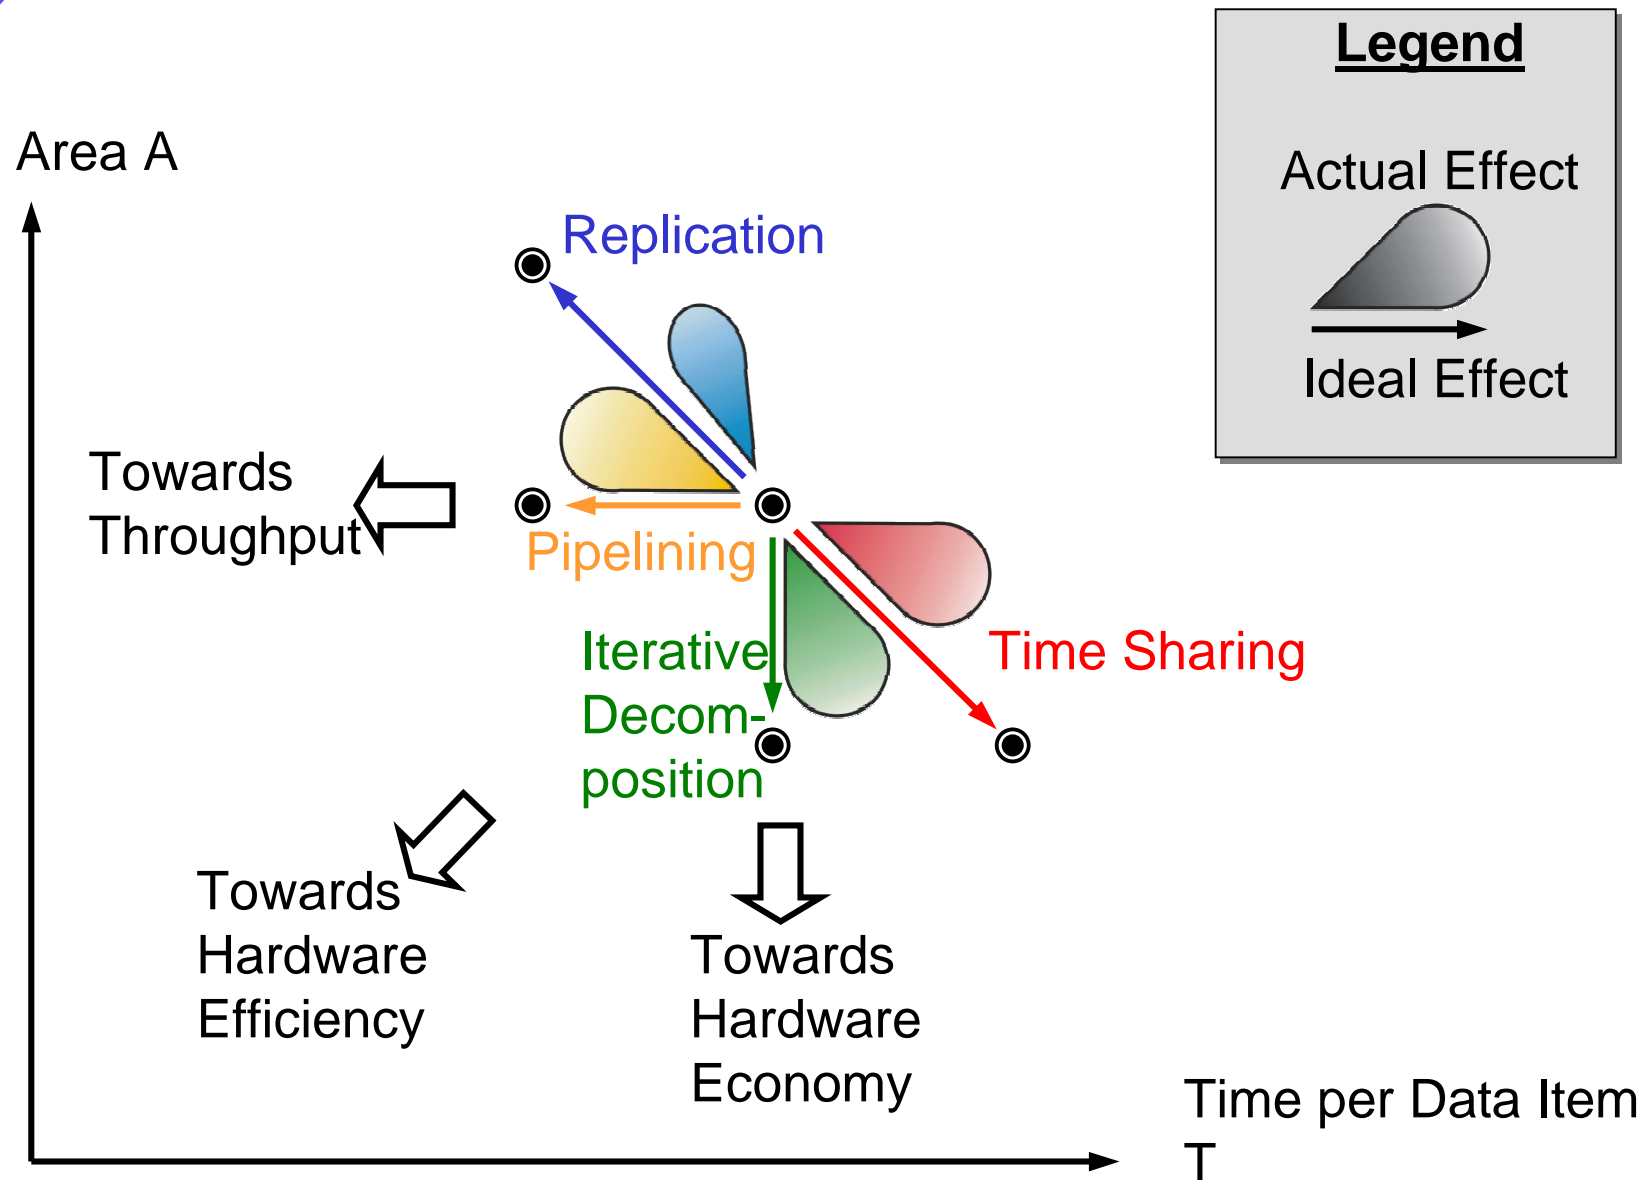 Legend
Actual Effect
Ideal Effect
Area A
Replication
Towards
Throughput
Pipelining
Iterative
Decom-
position
Time Sharing
Towards
Hardware
Efficiency
Towards
Hardware
Economy
Time per Data Item
T